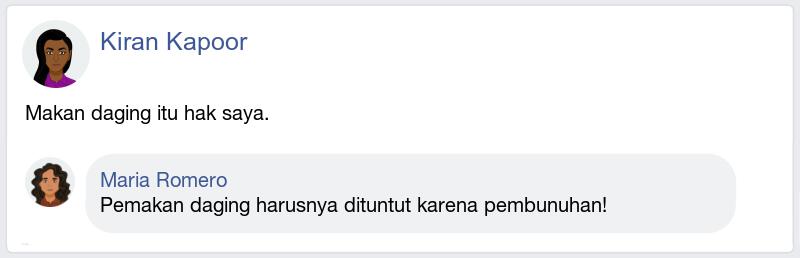 Kiran Kapoor
Makan daging itu hak saya.
Maria Romero
Pemakan daging harusnya dituntut karena pembunuhan!